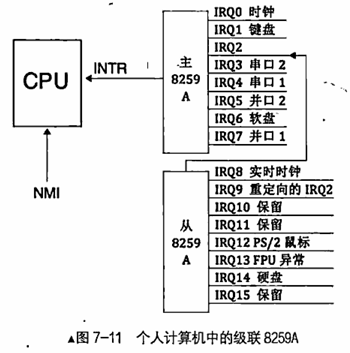 CPU
INTR
NMI
主
8259
A
IRQ0 时钟
IRQ1 键盘
IRQ2
IRQ3 串口 2
IRQ4 串口 1
IRQ5 并口 2
IRQ6 软盘
IRQ7 并口 1
从
8259
A
IRQ8 实时时钟
IRQ9 重定向的 IRQ2
IRQ10 保留
IRQ11 保留
IRQ12 PS/2 鼠标
IRQ13 FPU 异常
IRQ14 硬盘
IRQ15 保留
▲图 7-11 个人计算机中的级联 8259A